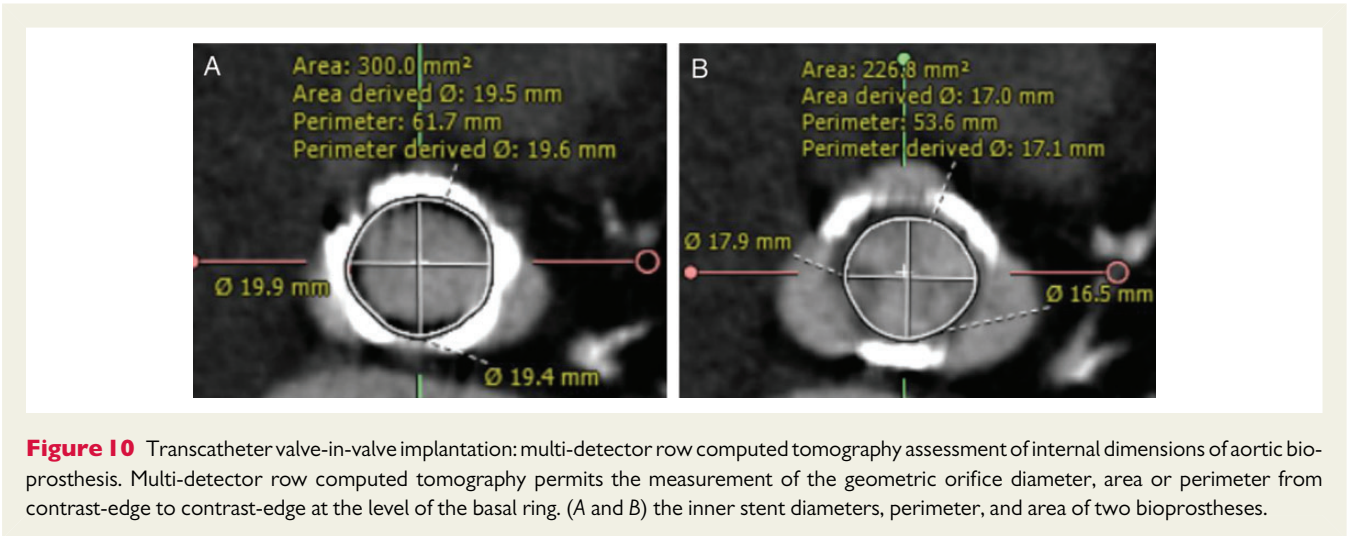 A
Area: 300.0 mm²
Area derived Ø: 19.5 mm
Perimeter: 61.7 mm
Perimeter derived Ø: 19.6 mm
Ø 19.9 mm
Ø 19.4 mm
B
Area: 226.8 mm²
Area derived Ø: 17.0 mm
Perimeter: 53.6 mm
Perimeter derived Ø: 17.1 mm
Ø 17.9 mm
Ø 16.5 mm
Figure 10 Transcatheter valve-in-valve implantation: multi-detector row computed tomography assessment of internal dimensions of aortic bio-
prosthesis. Multi-detector row computed tomography permits the measurement of the geometric orifice diameter, area or perimeter from
contrast-edge to contrast-edge at the level of the basal ring. (A and B) the inner stent diameters, perimeter, and area of two bioprostheses.